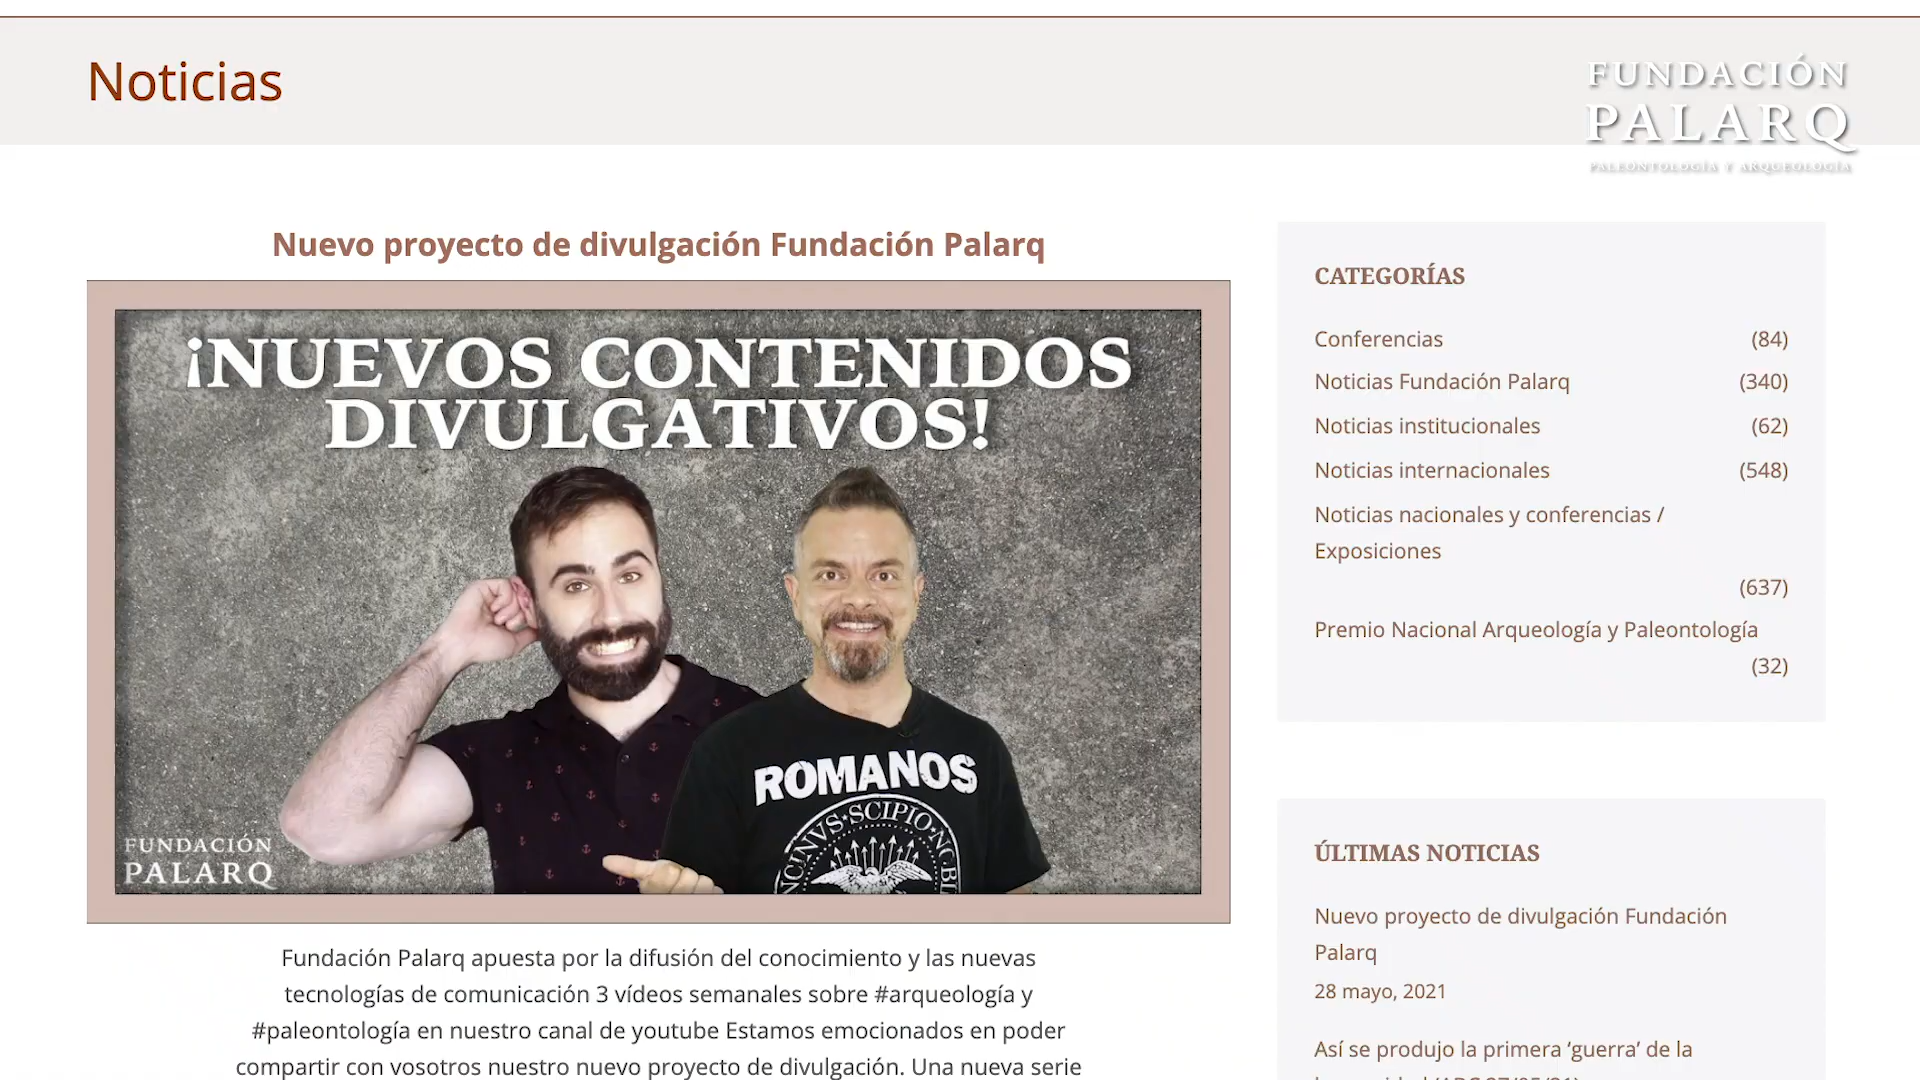 Noticias
FUNDACIÓN
PALARQ
PALEONTOLOGÍA Y ARQUEOLOGÍA
Nuevo proyecto de divulgación Fundación Palarq
¡NUEVOS CONTENIDOS
DIVULGATIVOS!
ROMANOS
SCIPIO
FUNDACIÓN
PALARQ
Fundación Palarq apuesta por la difusión del conocimiento y las nuevas
tecnologías de comunicación 3 vídeos semanales sobre #arqueología y
#paleontología en nuestro canal de youtube Estamos emocionados en poder
compartir con vosotros nuestro nuevo proyecto de divulgación. Una nueva serie
CATEGORÍAS
Conferencias (84)
Noticias Fundación Palarq (340)
Noticias institucionales (62)
Noticias internacionales (548)
Noticias nacionales y conferencias /
Exposiciones
(637)
Premio Nacional Arqueología y Paleontología
(32)
ÚLTIMAS NOTICIAS
Nuevo proyecto de divulgación Fundación
Palarq
28 mayo, 2021
Así se produjo la primera ‘guerra’ de la